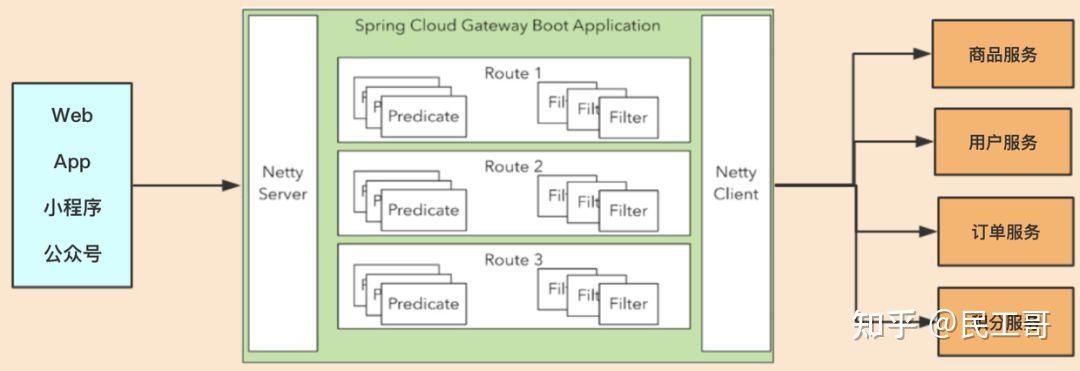 Spring Cloud Gateway Boot Application
Web
App
小程序
公众号
Netty
Server
Route 1
Predicate
Fil
Filt
Filter
Route 2
Predicate
Fil
Filt
Filter
Route 3
Predicate
Fil
Filt
Filter
Netty
Client
商品服务
用户服务
订单服务
分服
知乎 @民工哥